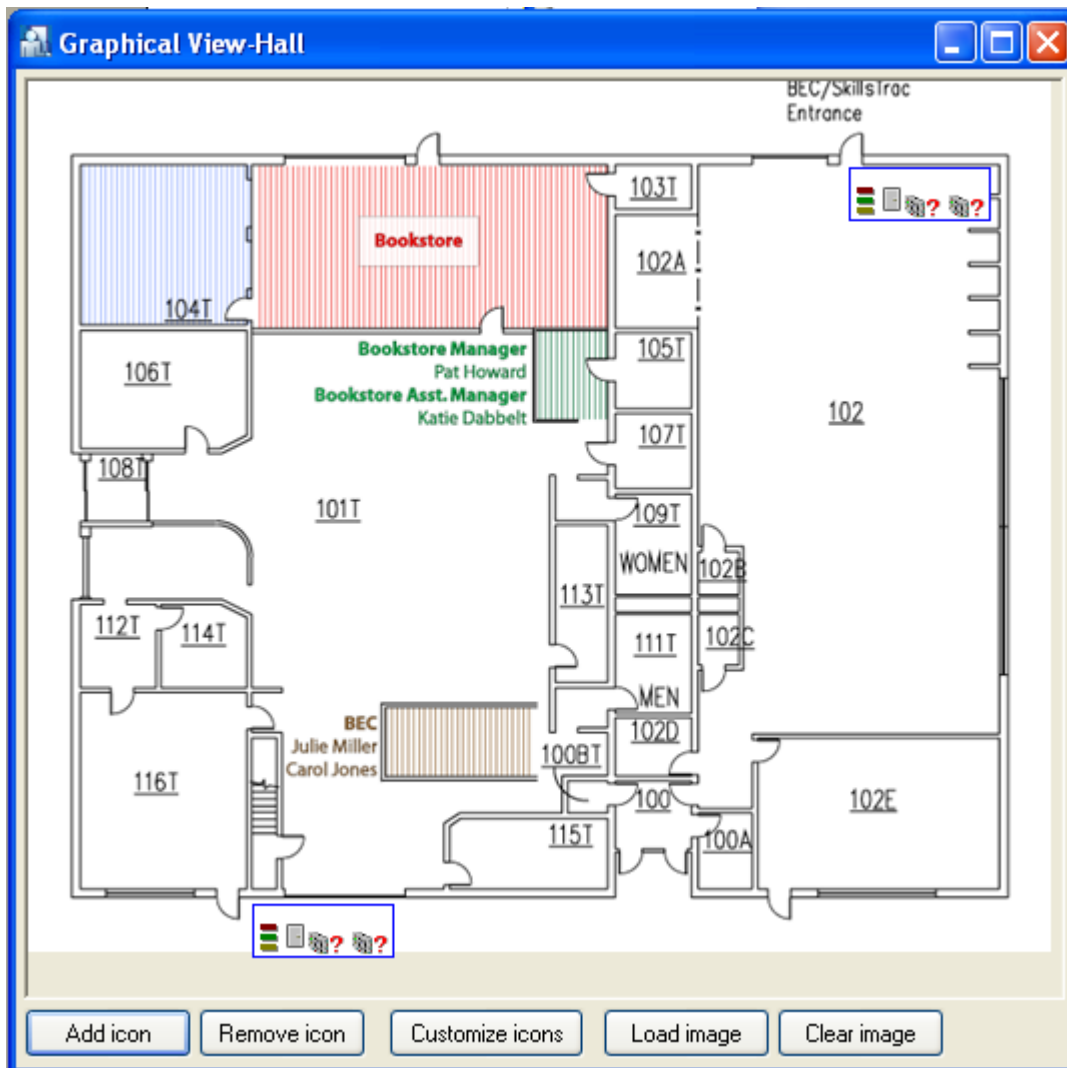 Graphical View-Hall
BEC/SkillsTrac
Entrance
103T
Bookstore
102A
104T
Bookstore Manager
105T
106T
Pat Howard
Bookstore Asst. Manager
102
Katie Dabbelt
107T
108T
101T
109T
WOMEN
102B
113T
112T
114T
111T
102C
MEN
BEC
102D
Julie Miller
100BT
Carol Jones
116T
100
102E
115T
100A
? ?
? ?
Add icon
Remove icon
Customize icons
Load image
Clear image